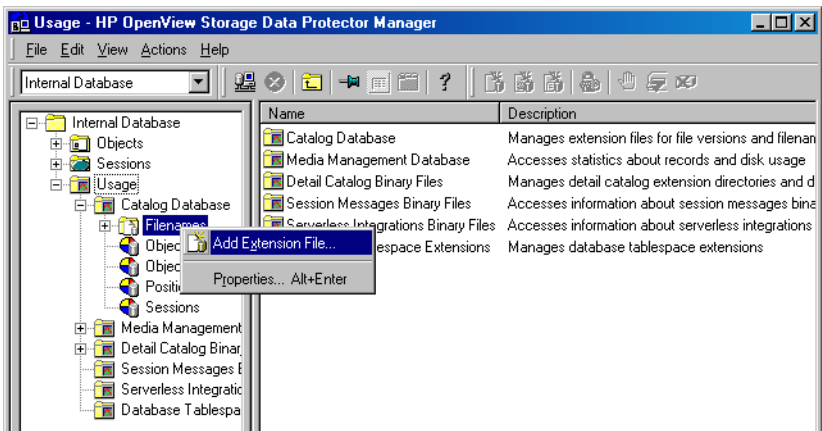 Usage - HP OpenView Storage Data Protector Manager
File Edit View Actions Help
Internal Database
Name Description
Internal Database
Objects
Sessions
Usage
Catalog Database
Filenames
Objec
Objec
Positi
Sessions
Media Management
Detail Catalog Binar
Session Messages E
Serverless Integratio
Database Tablespa
Add Extension File...
Properties... Alt+Enter
Catalog Database Manages extension files for file versions and filenam
Media Management Database Accesses statistics about records and disk usage
Detail Catalog Binary Files Manages detail catalog extension directories and d
Session Messages Binary Files Accesses information about session messages bina
Serverless Integrations Binary Files Accesses information about serverless integrations
espace Extensions Manages database tablespace extensions